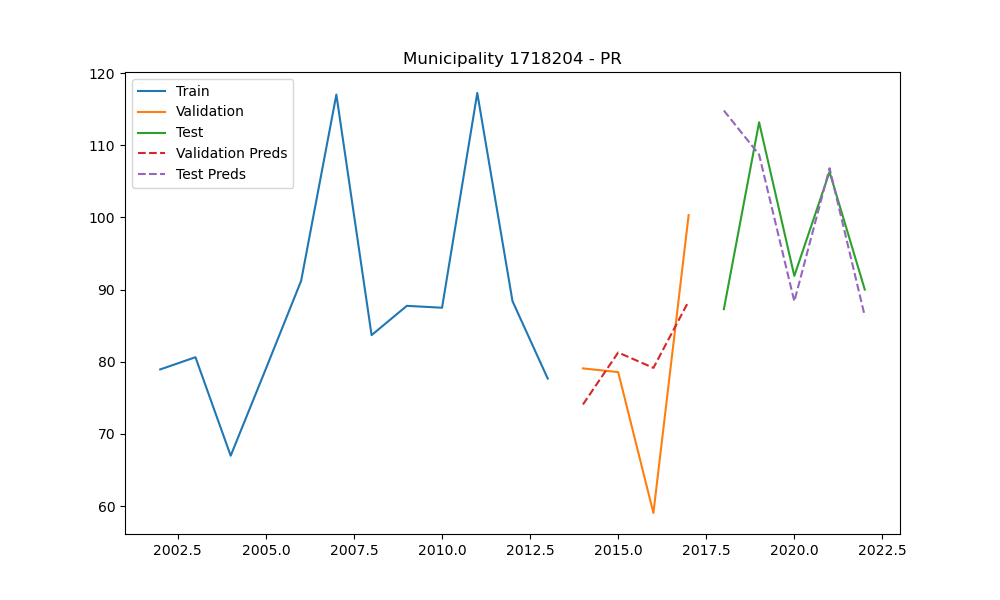 Municipality 1718204 - PR
Train
Validation
Test
Validation Preds
Test Preds
120
110
100
90
80
70
60
2002.5 2005.0 2007.5 2010.0 2012.5 2015.0 2017.5 2020.0 2022.5